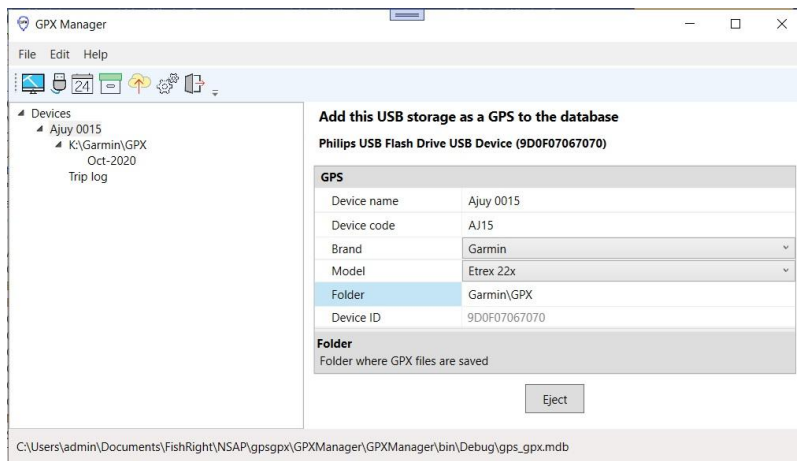 GPX Manager
File Edit Help
24
Devices
Ajuy 0015
K:\Garmin\GPX
Oct-2020
Trip log
Add this USB storage as a GPS to the database
Philips USB Flash Drive USB Device (9D0F07067070)
GPS
Device name Ajuy 0015
Device code AJ15
Brand Garmin
Model Etrex 22x
Folder Garmin\GPX
Device ID 9D0F07067070
Folder
Folder where GPX files are saved
Eject
C:\Users\admin\Documents\FishRight\NSAP\gpsgpx\GPXManager\GPXManager\bin\Debug\gps_gpx.mdb